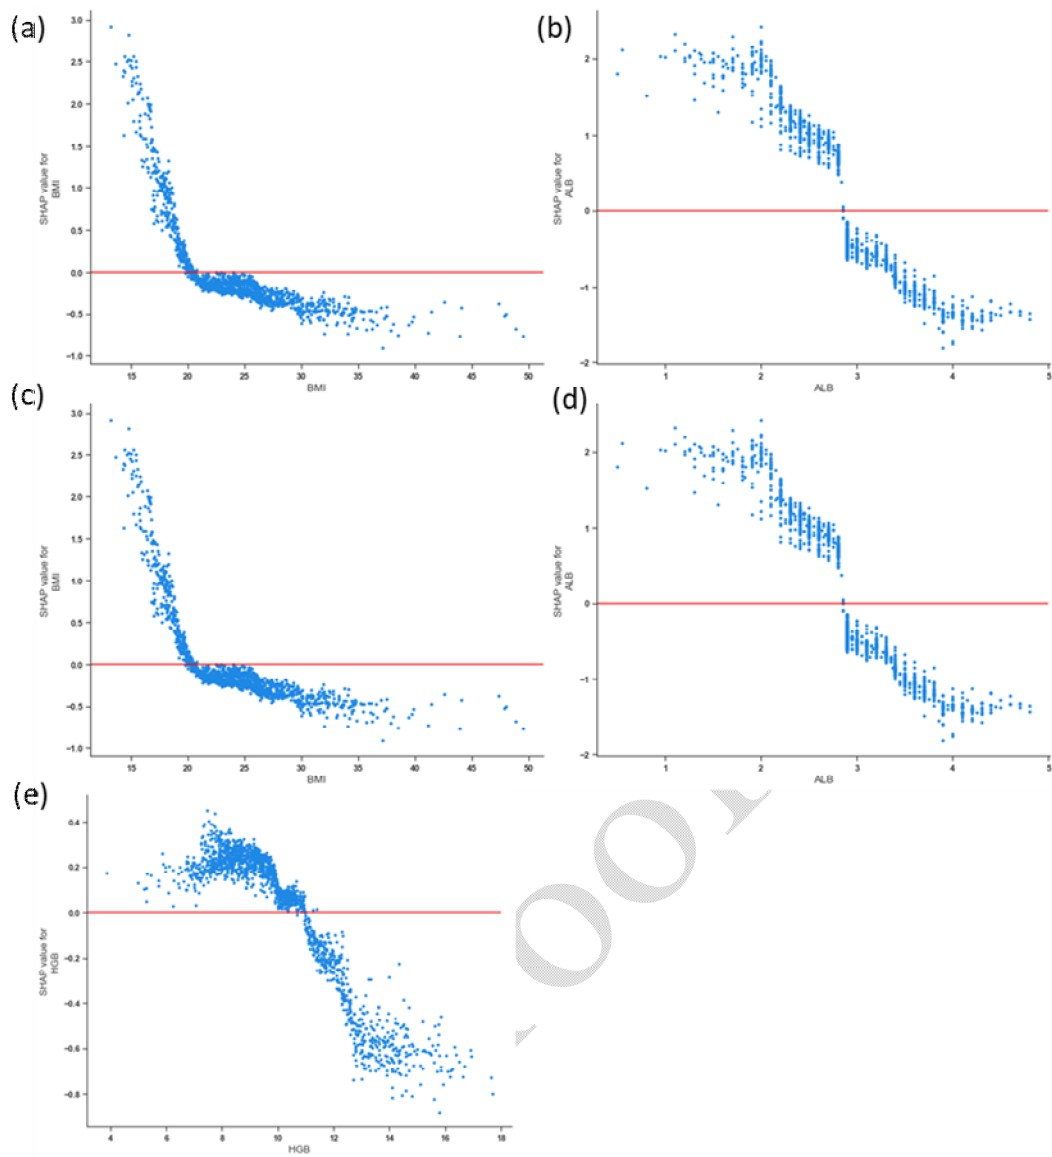 (a)
3.0
2.5
2.0
1.5
1.0
0.5
0.0
−0.5
−1.0
SHAP value for
BMI
15 20 25 30 35 40 45 50
BMI
(b)
2
1
0
−1
−2
SHAP value for
ALB
1 2 3 4 5
ALB
(c)
3.0
2.5
2.0
1.5
1.0
0.5
0.0
−0.5
−1.0
SHAP value for
BMI
15 20 25 30 35 40 45 50
BMI
(d)
2
1
0
−1
−2
SHAP value for
ALB
1 2 3 4 5
ALB
(e)
0.4
0.2
0.0
−0.2
−0.4
−0.6
−0.8
SHAP value for
HGB
4 6 8 10 12 14 16 18
HGB